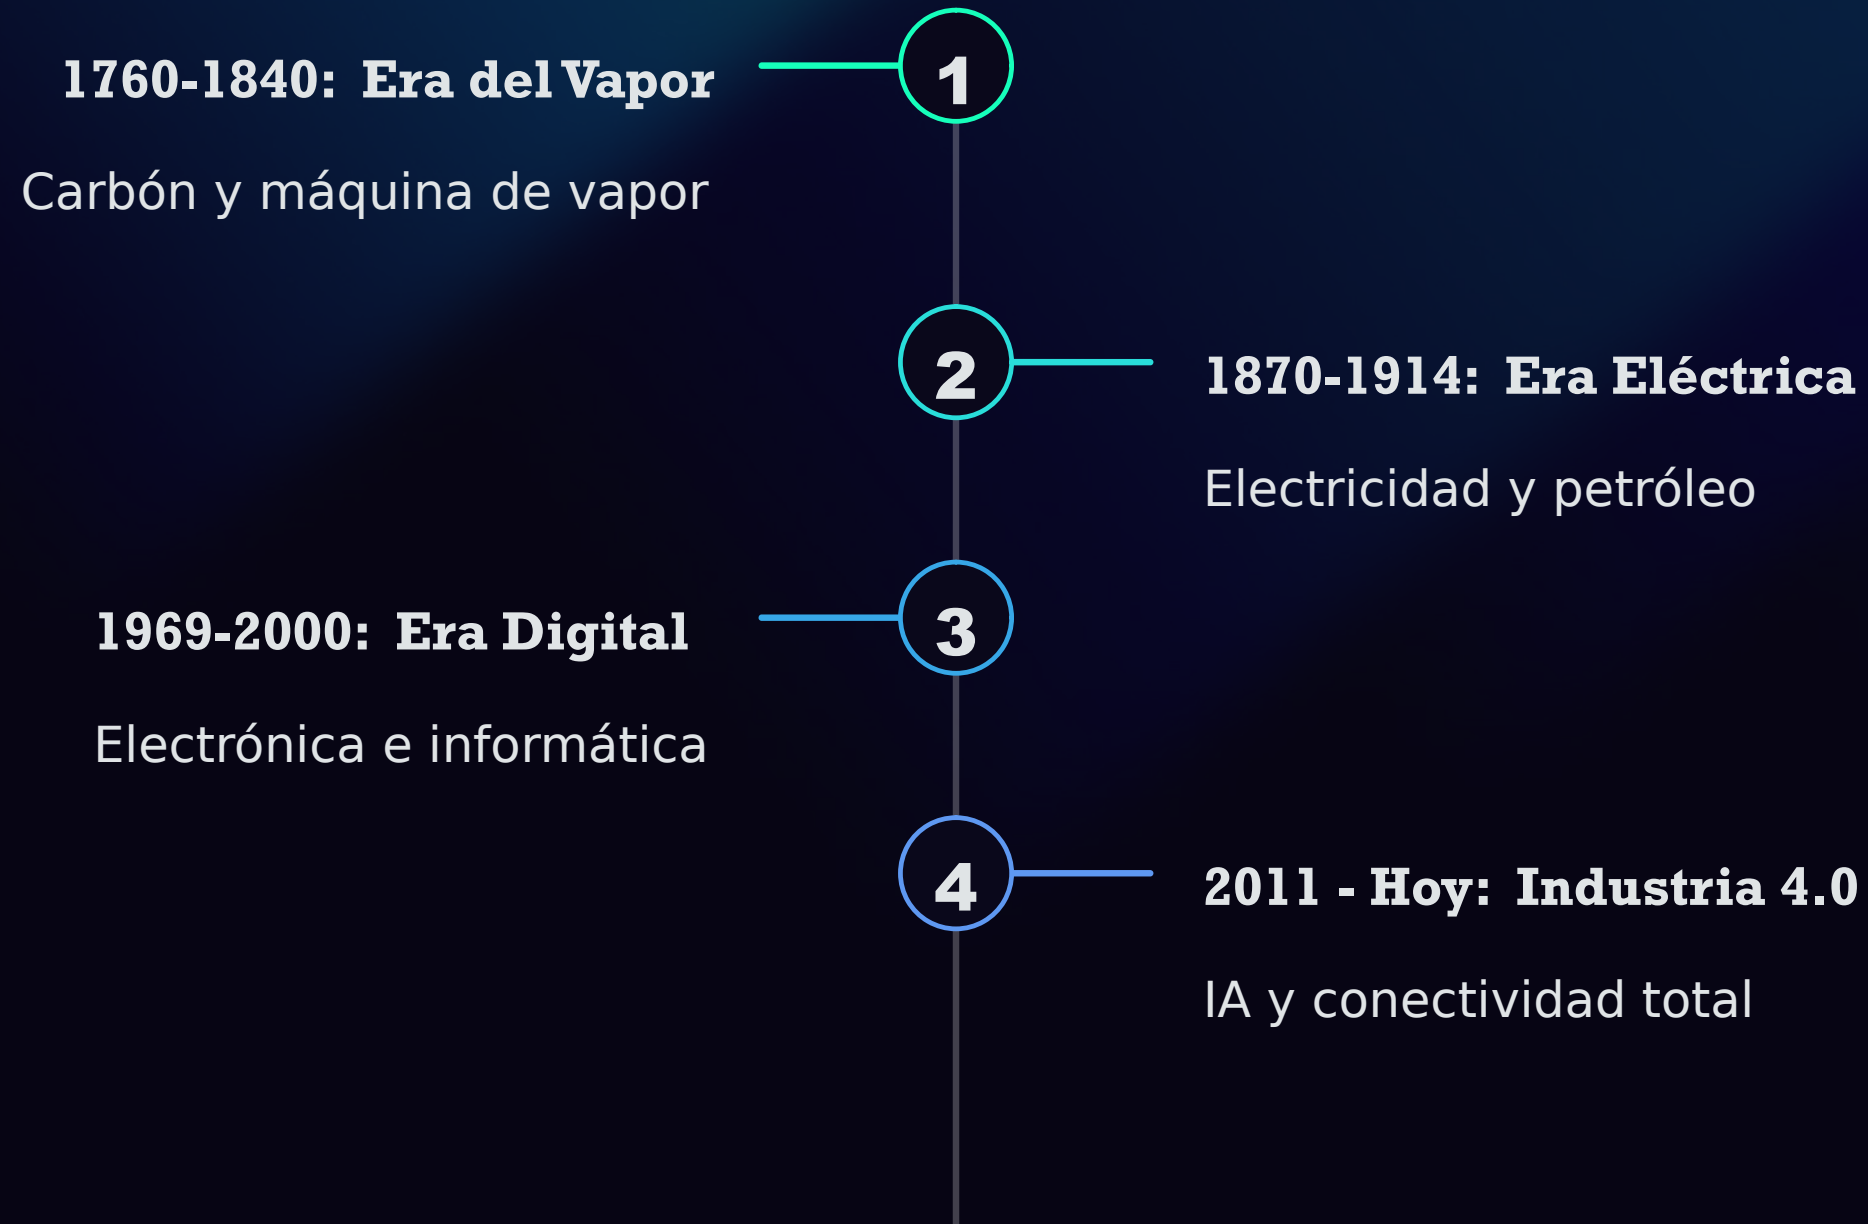 1
1760-1840: Era del Vapor
Carbón y máquina de vapor
2
1870-1914: Era Eléctrica
Electricidad y petróleo
3
1969-2000: Era Digital
Electrónica e informática
4
2011 - Hoy: Industria 4.0
IA y conectividad total